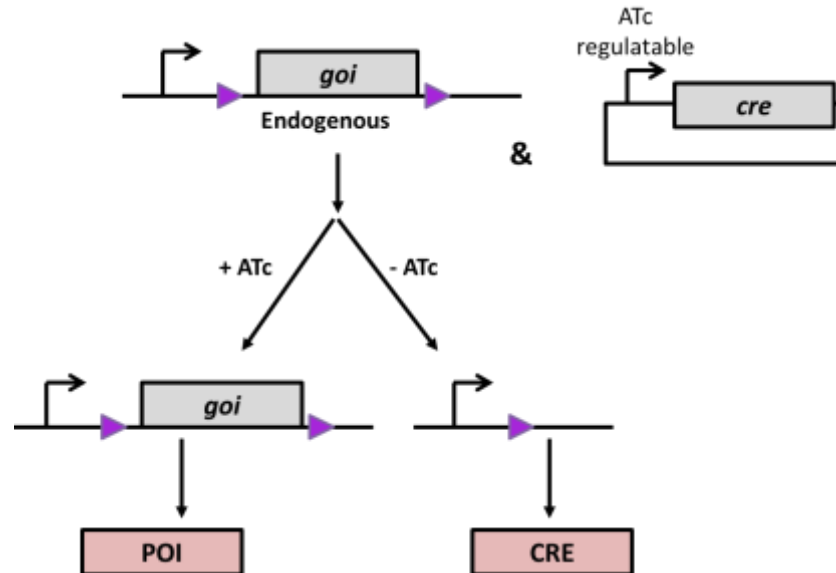 ATc
regulatable
goi
cre
Endogenous
&
+ ATc
- ATc
goi
POI
CRE